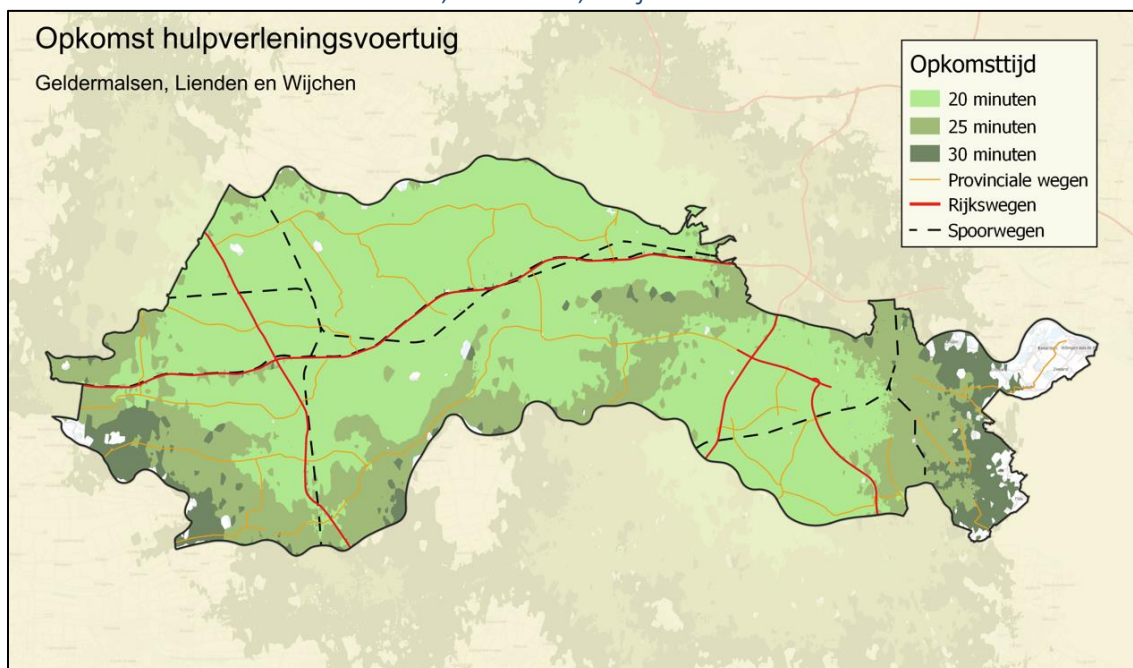 Opkomst hulpverleningsvoertuig
Geldermalsen, Lienden en Wijchen
Opkomsttijd
20 minuten
25 minuten
30 minuten
Provinciale wegen
Rijkswegen
Spoorwegen